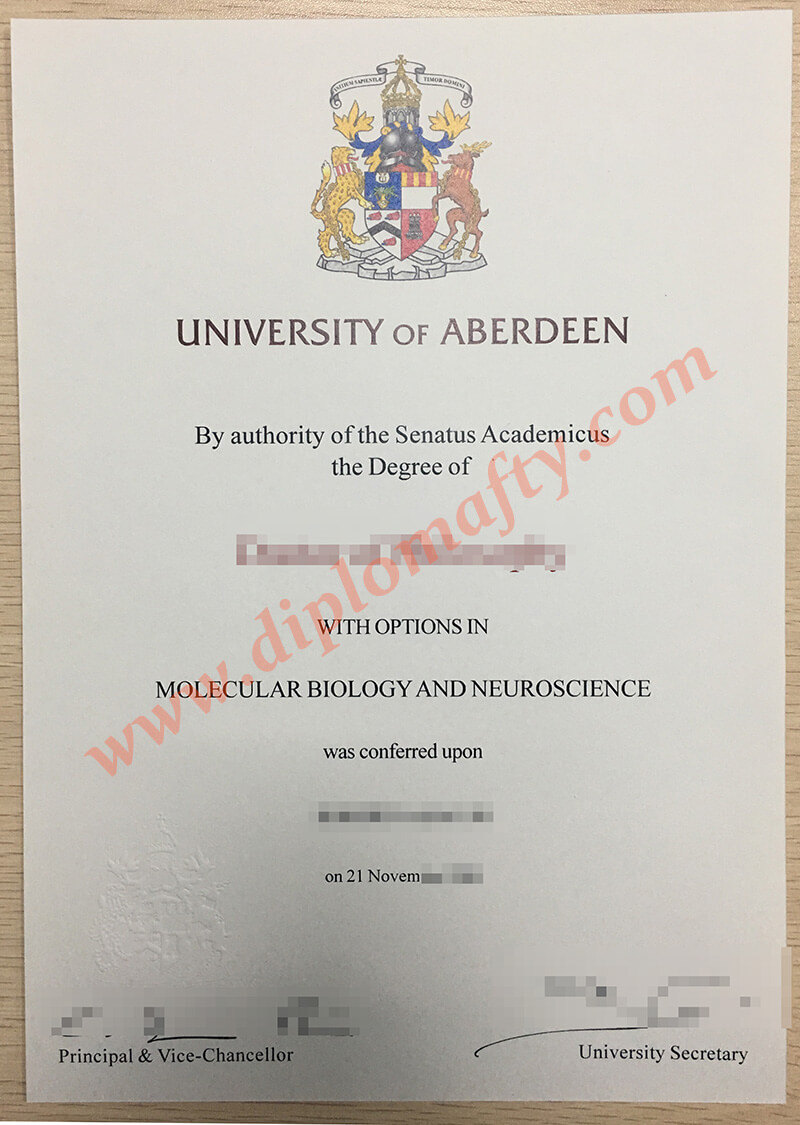 INITIUM SAPIENTIÆ TIMOR DOMINI
UNIVERSITY OF ABERDEEN
By authority of the Senatus Academicus
the Degree of
WITH OPTIONS IN
MOLECULAR BIOLOGY AND NEUROSCIENCE
was conferred upon
on 21 Novem
Principal & Vice-Chancellor
University Secretary
www.diplomafty.com